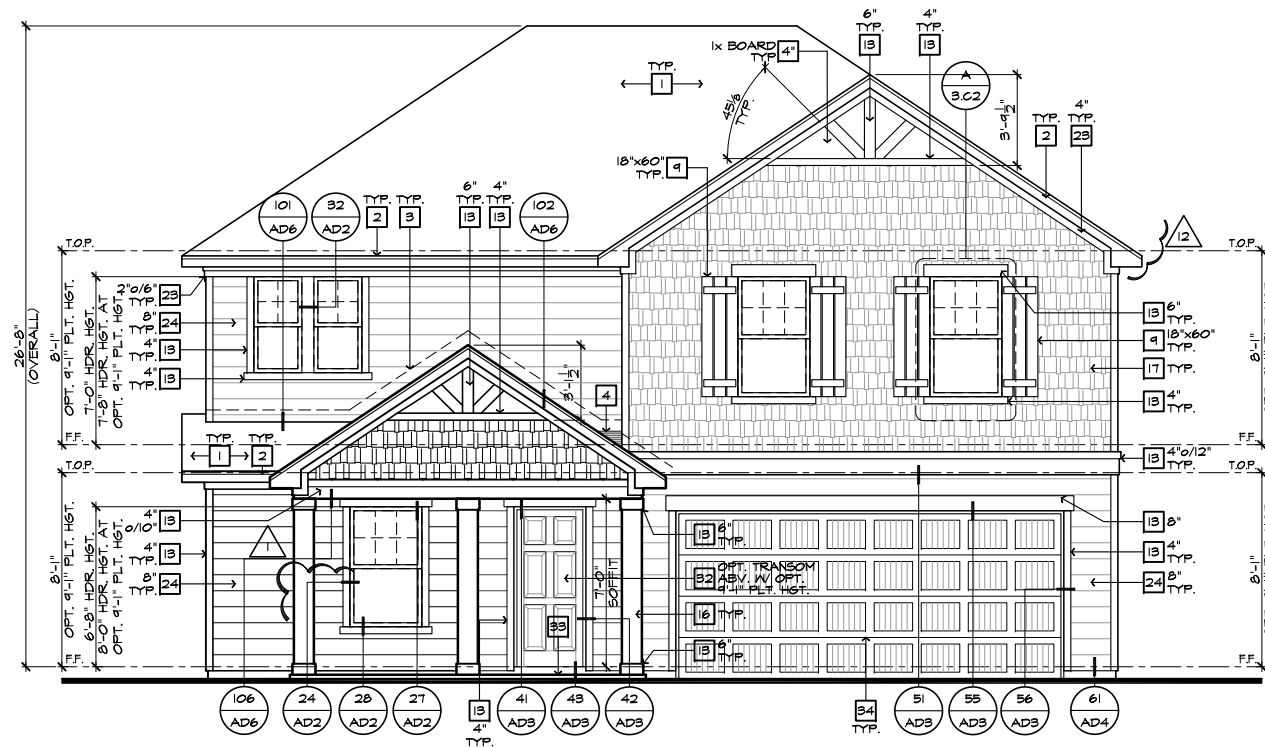 6"
TYP.
13
4"
TYP.
13
1x BOARD
TYP
4"
TYP.
1
A
3.C2
45%
TYP.
3'-9½"
TYP.
2
4"
TYP.
23
18"x60"
TYP.
9
101
AD6
32
AD2
TYP.
2
TYP.
3
6"
TYP.
13
4"
TYP.
13
102
AD6
12
T.O.P.
T.O.P.
26'-8"
(OVERALL)
8'-1"
OPT. 9'-1" PLT. HGT.
7'-0" HDR. HGT.
7'-8" HDR. HGT. AT
OPT. 9'-1" PLT. HGT.
2"o/6"
TYP.
23
8"
TYP.
24
4"
TYP.
13
4"
TYP.
13
3'-1½"
4
13
6"
TYP.
9
18"x60"
TYP.
17
TYP.
13
4"
TYP.
8'-1"
F.F.
F.F.
TYP.
1
TYP.
2
13
4"o/12"
TYP.
T.O.P.
T.O.P.
8'-1"
OPT. 9'-1" PLT. HGT.
6'-8" HDR. HGT.
8'-0" HDR. HGT. AT
OPT. 9'-1" PLT. HGT.
4"
o/10"
13
4"
TYP.
13
8"
TYP.
24
1
7'-0"
SOFFIT
33
13
6"
TYP.
32
OPT. TRANSOM
ABV. W/ OPT.
9'-1" PLT. HGT.
16
TYP.
13
6"
TYP.
13
8"
13
4"
TYP.
24
8"
TYP.
8'-1"
F.F.
F.F.
106
AD6
24
AD2
28
AD2
27
AD2
13
4"
TYP.
41
AD3
43
AD3
42
AD3
34
TYP.
51
AD3
55
AD3
56
AD3
61
AD4